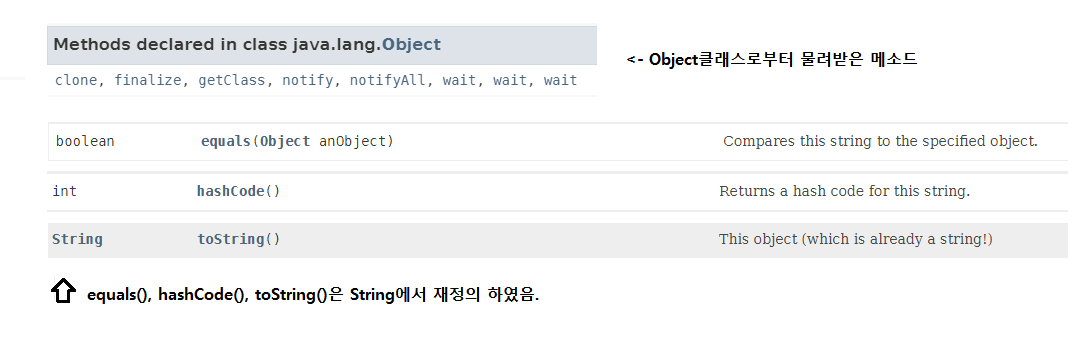 Methods declared in class java.lang.Object
<- Object클래스로부터 물려받은 메소드
clone, finalize, getClass, notify, notifyAll, wait, wait, wait
boolean equals(Object anObject) Compares this string to the specified object.
int hashCode() Returns a hash code for this string.
String toString() This object (which is already a string!)
equals(), hashCode(), toString()은 String에서 재정의 하였음.